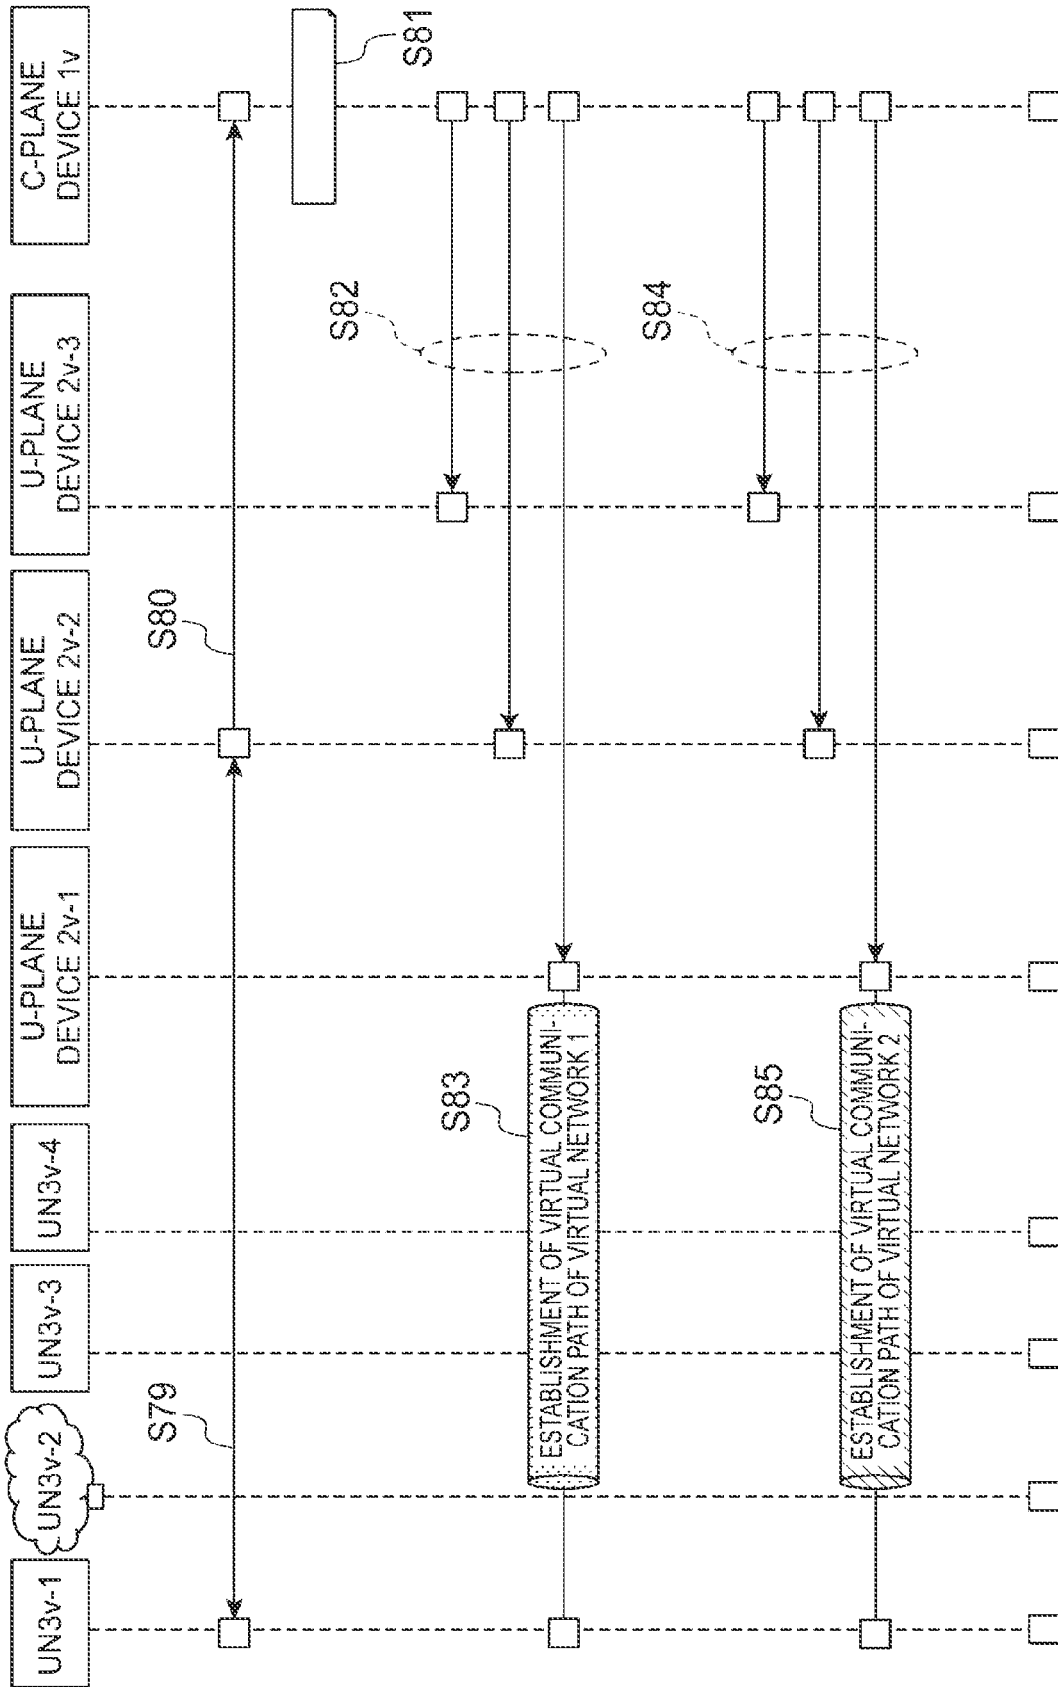 UN3v-1
UN3v-2
UN3v-3
UN3v-4
U-PLANE
DEVICE 2v-1
U-PLANE
DEVICE 2v-2
U-PLANE
DEVICE 2v-3
C-PLANE
DEVICE 1v
S79
S80
S81
S82
S83
ESTABLISHMENT OF VIRTUAL COMMUNI-
CATION PATH OF VIRTUAL NETWORK 1
S84
S85
ESTABLISHMENT OF VIRTUAL COMMUNI-
CATION PATH OF VIRTUAL NETWORK 2